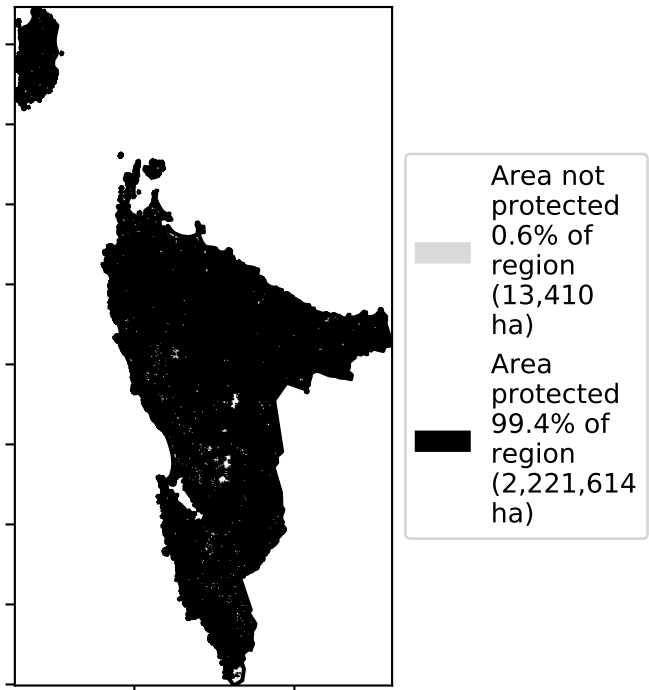 Area not
protected
0.6% of
region
(13,410
ha)
Area
protected
99.4% of
region
(2,221,614
ha)